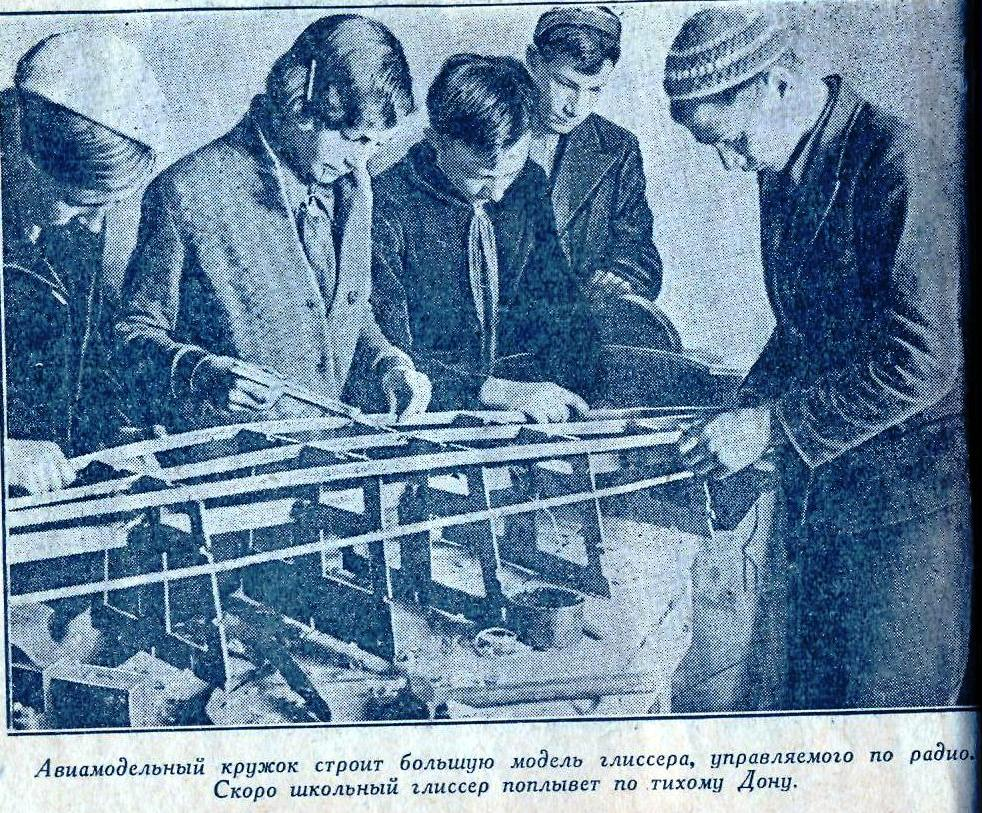 Авиамодельный кружок строит большую модель глиссера, управляемого по радио.
Скоро школьный глиссер поплывет по тихому Дону.